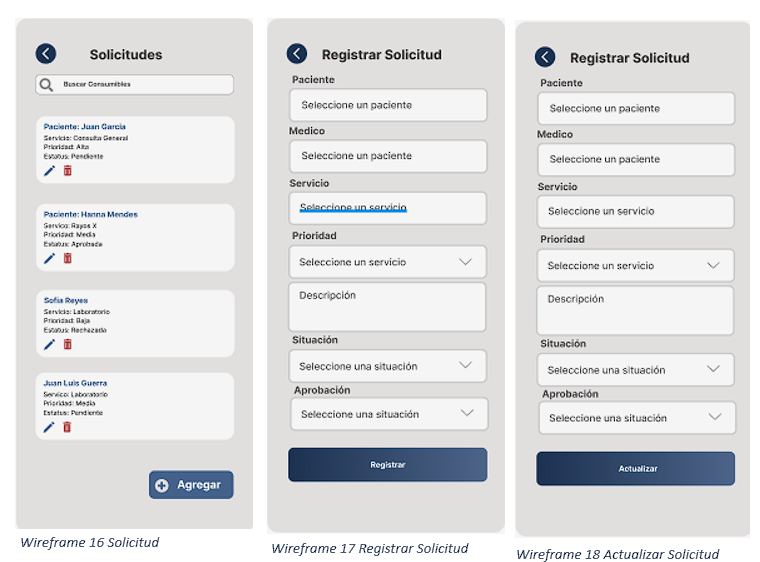 Solicitudes
Buscar Consumibles
Paciente: Juan Garcia
Servicio: Consulta General
Prioridad: Alta
Estatus: Pendiente
Paciente: Hanna Mendes
Servico: Rayos X
Prioridad: Media
Estatus: Aprobada
Sofia Reyes
Servicio: Laboratorio
Prioridad: Baja
Estatus: Rechazada
Juan Luis Guerra
Servico: Laboratorio
Prioridad: Media
Estatus: Pendiente
Agregar
Wireframe 16 Solicitud
Registrar Solicitud
Paciente
Seleccione un paciente
Medico
Seleccione un paciente
Servicio
Seleccione un servicio
Prioridad
Seleccione un servicio
Descripción
Situación
Seleccione una situación
Aprobación
Seleccione una situación
Registrar
Wireframe 17 Registrar Solicitud
Registrar Solicitud
Paciente
Seleccione un paciente
Medico
Seleccione un paciente
Servicio
Seleccione un servicio
Prioridad
Seleccione un servicio
Descripción
Situación
Seleccione una situación
Aprobación
Seleccione una situación
Actualizar
Wireframe 18 Actualizar Solicitud